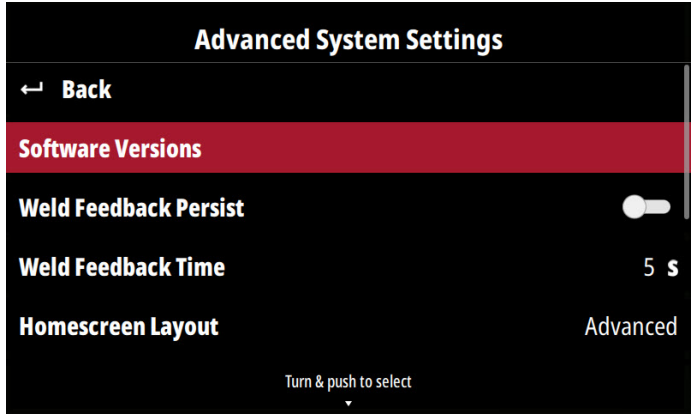 Advanced System Settings
Back
Software Versions
Weld Feedback Persist
Weld Feedback Time 5 s
Homescreen Layout Advanced
Turn & push to select